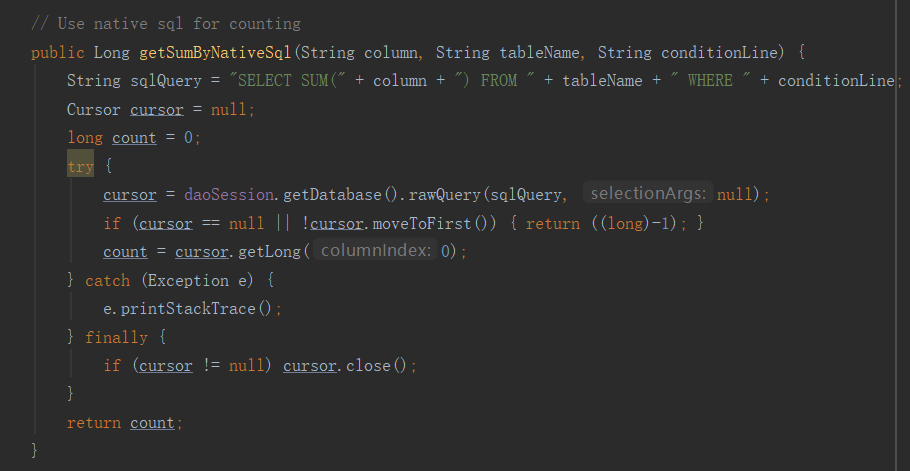 // Use native sql for counting
public Long getSumByNativeSql(String column, String tableName, String conditionLine) {
String sqlQuery = "SELECT SUM(" + column + ") FROM " + tableName + " WHERE " + conditionLine;
Cursor cursor = null;
long count = 0;
try {
cursor = daoSession.getDatabase().rawQuery(sqlQuery, selectionArgs: null);
if (cursor == null || !cursor.moveToFirst()) { return ((long)-1); }
count = cursor.getLong( columnIndex: 0);
} catch (Exception e) {
e.printStackTrace();
} finally {
if (cursor != null) cursor.close();
}
return count;
}